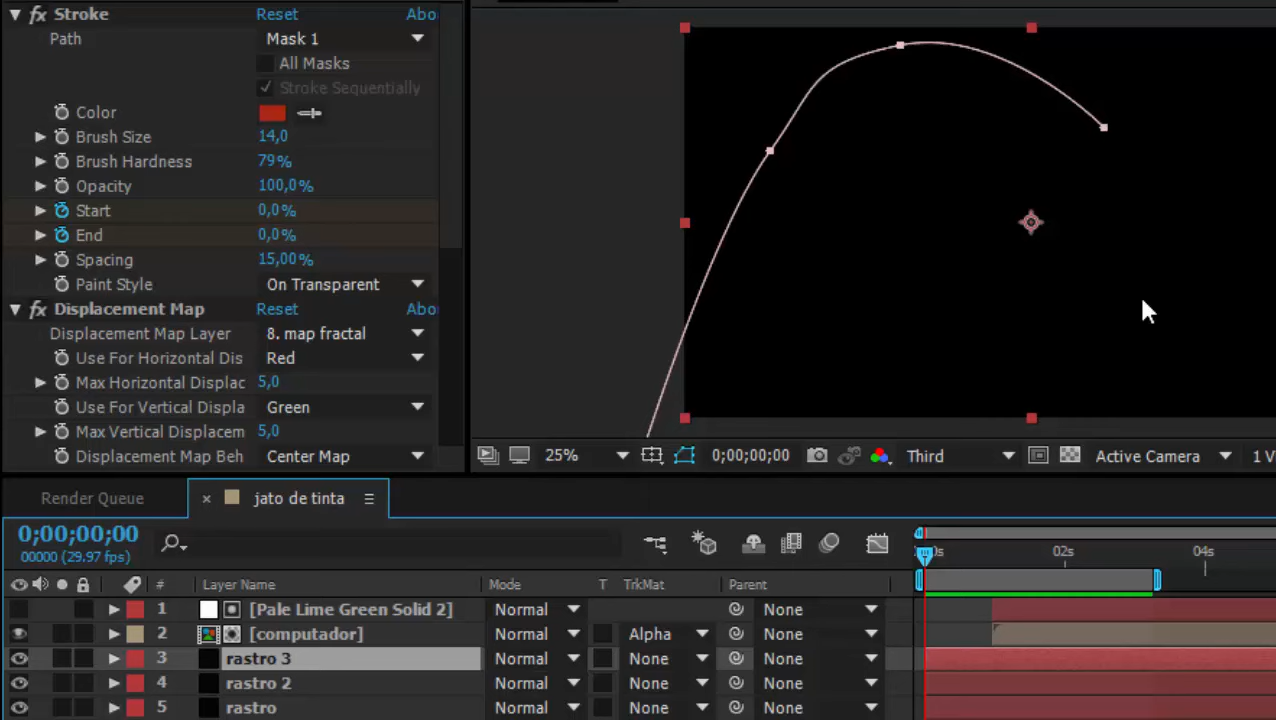 fx Stroke Reset Abo
Path Mask 1
All Masks
Stroke Sequentially
Color
Brush Size 14,0
Brush Hardness 79%
Opacity 100,0%
Start 0,0%
End 0,0%
Spacing 15,00%
Paint Style On Transparent
fx Displacement Map Reset Abo
Displacement Map Layer 8. map fractal
Use For Horizontal Dis Red
Max Horizontal Displac 5,0
Use For Vertical Displa Green
Max Vertical Displacem 5,0
Displacement Map Beh Center Map
25% 0;00;00;00 Third Active Camera 1 V
Render Queue × jato de tinta
0;00;00;00
00000 (29.97 fps)
0s 02s 04s
# Layer Name Mode T TrkMat Parent
1 [Pale Lime Green Solid 2] Normal None
2 [computador] Normal Alpha None
3 rastro 3 Normal None None
4 rastro 2 Normal None None
5 rastro Normal None None